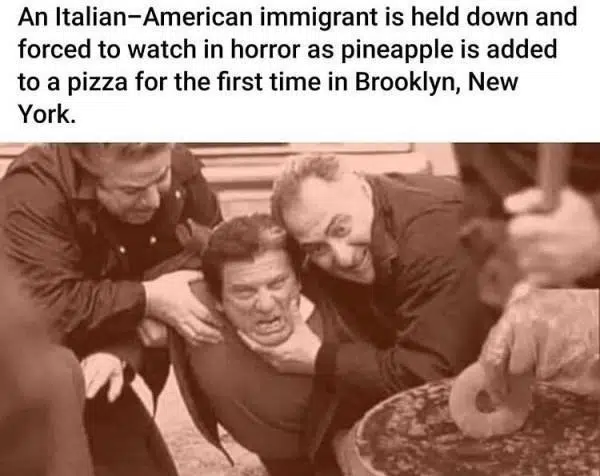 An Italian–American immigrant is held down and
forced to watch in horror as pineapple is added
to a pizza for the first time in Brooklyn, New
York.